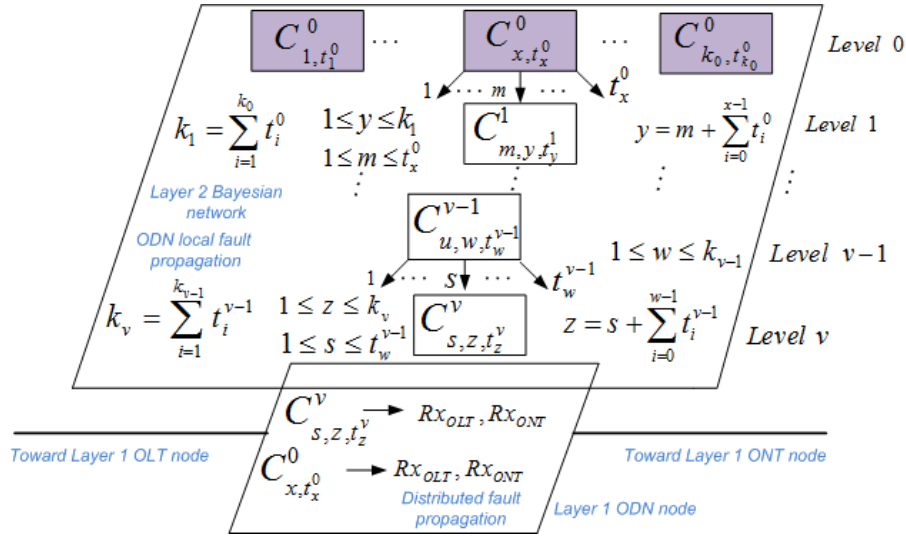 C^0_{1,t^0_1} ... C^0_{x,t^0_x} ... C^0_{k_0,t^0_{k_0}} Level 0
1 ... m ... t^0_x
k_1 = \sum_{i=1}^{k_0} t^0_i 1 ≤ y ≤ k_1 C^1_{m,y,t^1_y} y = m + \sum_{i=0}^{x-1} t^0_i Level 1
1 ≤ m ≤ t^0_x
⋮ ⋮ ⋮ ⋮
Layer 2 Bayesian
network
ODN local fault
propagation
C^{v-1}_{u,w,t^{v-1}_w} 1 ≤ w ≤ k_{v-1} Level v-1
1 ... s ... t^{v-1}_w
k_v = \sum_{i=1}^{k_{v-1}} t^{v-1}_i 1 ≤ z ≤ k_v C^v_{s,z,t^v_z} z = s + \sum_{i=0}^{w-1} t^{v-1}_i Level v
1 ≤ s ≤ t^{v-1}_w
C^v_{s,z,t^v_z} → Rx_{OLT}, Rx_{ONT}
Toward Layer 1 OLT node
Toward Layer 1 ONT node
C^0_{x,t^0_x} → Rx_{OLT}, Rx_{ONT}
Distributed fault
propagation
Layer 1 ODN node